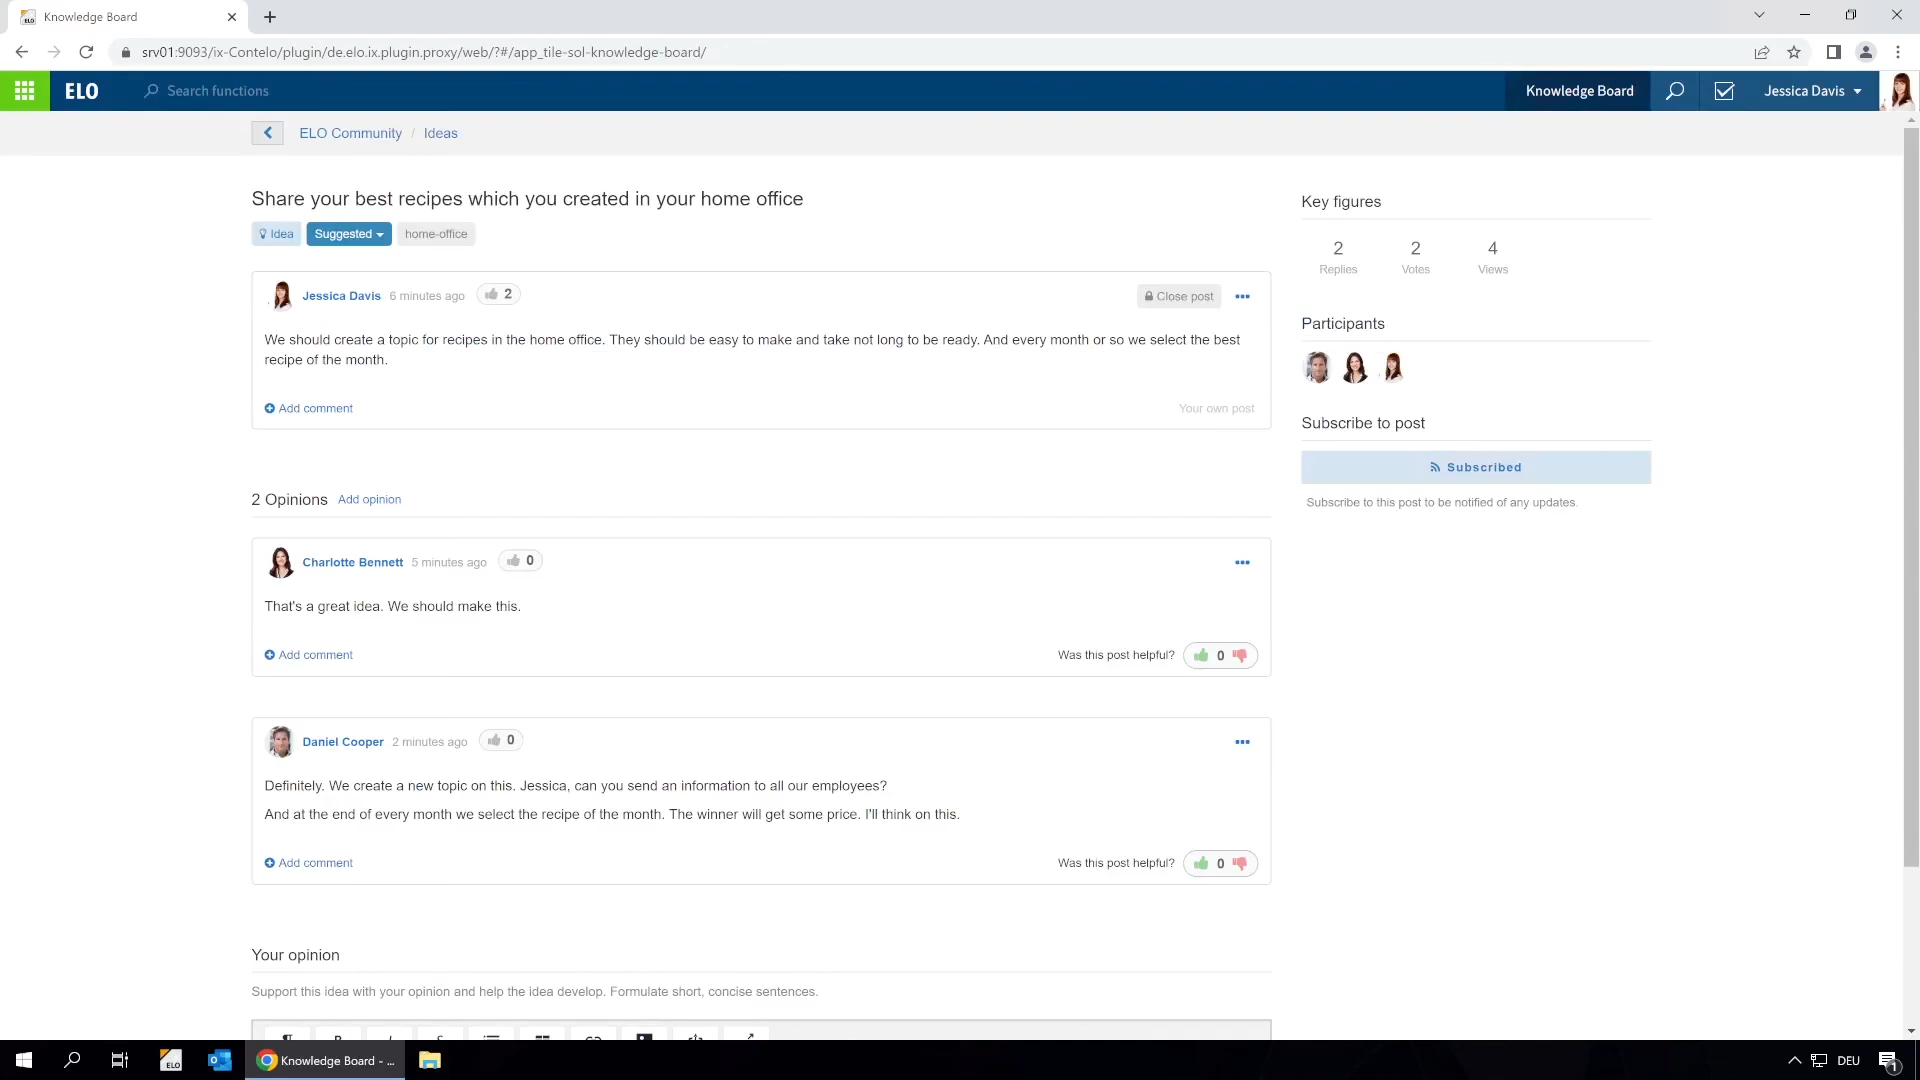 Knowledge Board
srv01:9093/ix-Contelo/plugin/de.elo.ix.plugin.proxy/web/?#/app_tile-sol-knowledge-board/
ELO
Search functions
Knowledge Board
Jessica Davis
ELO Community / Ideas
Share your best recipes which you created in your home office
Idea
Suggested
home-office
Jessica Davis 6 minutes ago 2
Close post
We should create a topic for recipes in the home office. They should be easy to make and take not long to be ready. And every month or so we select the best
recipe of the month.
Add comment
Your own post
2 Opinions Add opinion
Charlotte Bennett 5 minutes ago 0
That's a great idea. We should make this.
Add comment
Was this post helpful? 0
Daniel Cooper 2 minutes ago 0
Definitely. We create a new topic on this. Jessica, can you send an information to all our employees?
And at the end of every month we select the recipe of the month. The winner will get some price. I'll think on this.
Add comment
Was this post helpful? 0
Your opinion
Support this idea with your opinion and help the idea develop. Formulate short, concise sentences.
Key figures
2 2 4
Replies Votes Views
Participants
Subscribe to post
Subscribed
Subscribe to this post to be notified of any updates.
ELO
Knowledge Board - ...
DEU
1